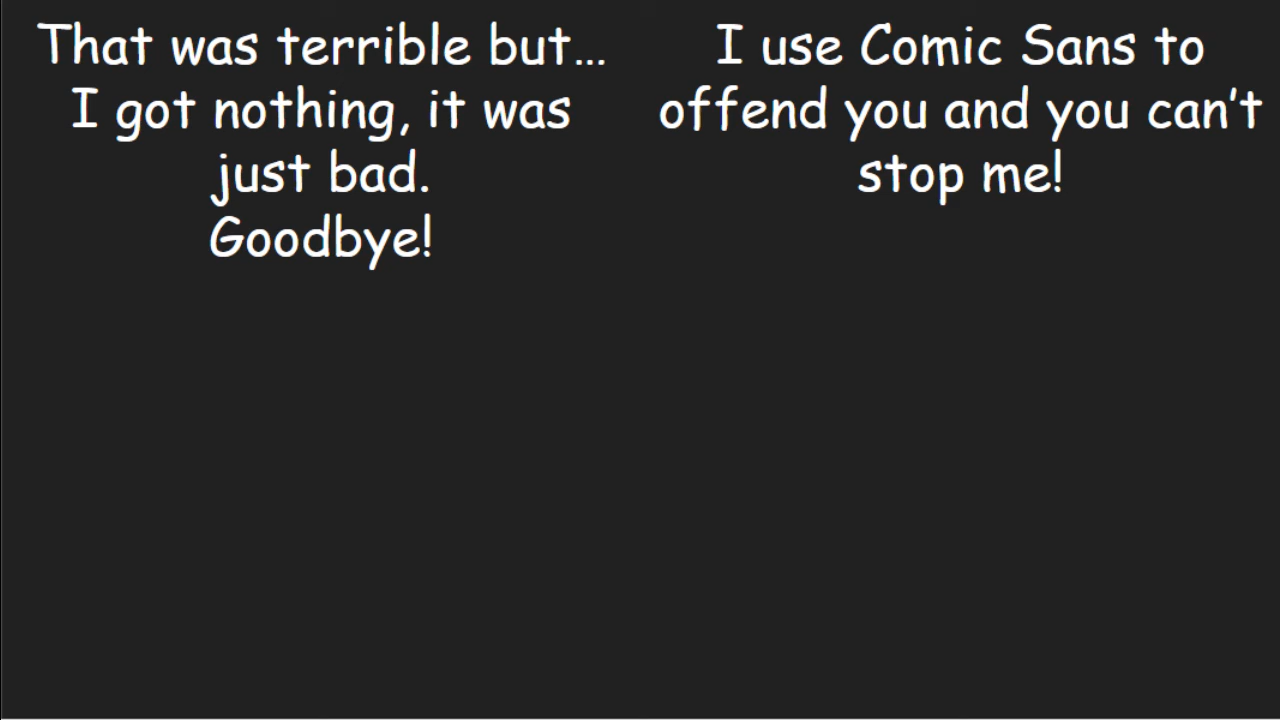 That was terrible but…
I got nothing, it was
just bad.
Goodbye!
I use Comic Sans to
offend you and you can’t
stop me!